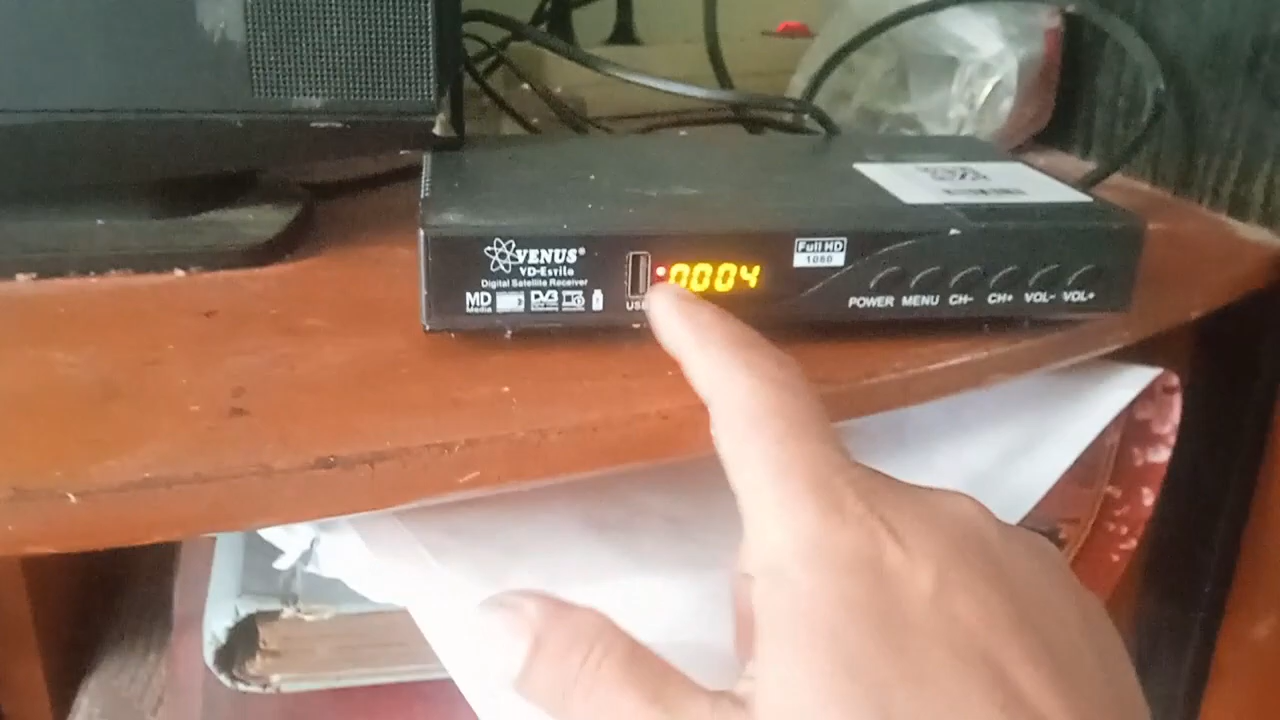 VENUS®
VD-Estilo
Digital Satellite Receiver
MD
Media
DVB
USB
0004
Full HD
1080
POWER MENU CH- CH+ VOL- VOL+